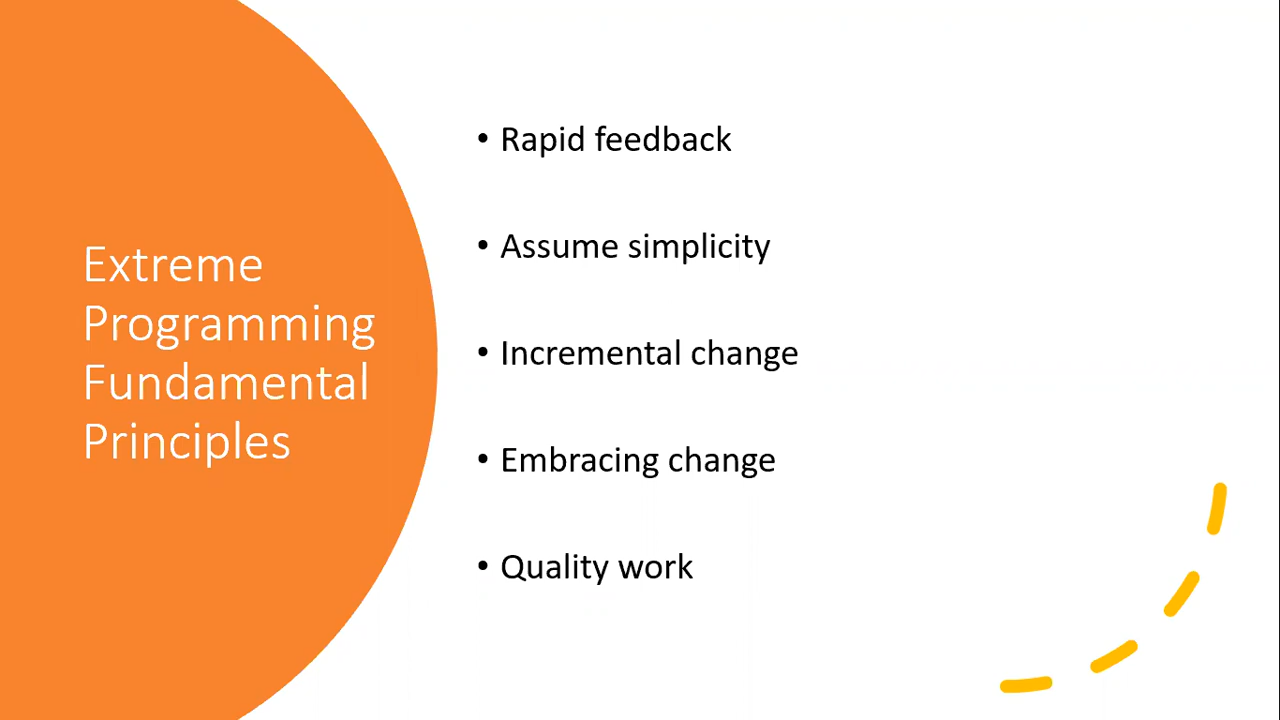 Extreme
Programming
Fundamental
Principles
• Rapid feedback
• Assume simplicity
• Incremental change
• Embracing change
• Quality work